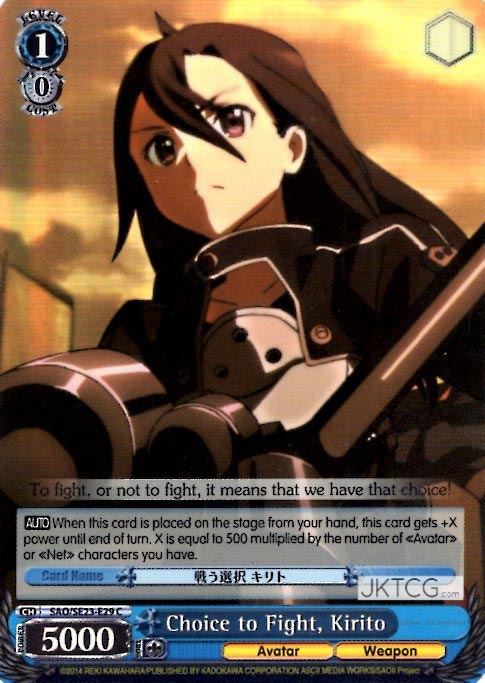 LEVEL
1
0
COST
To fight, or not to fight, it means that we have that choice!
AUTO When this card is placed on the stage from your hand, this card gets +X
power until end of turn. X is equal to 500 multiplied by the number of «Avatar»
or «Net» characters you have.
Card Name
戦う選択 キリト
JKTCG.com
CH SAO/SE23-E29 C
POWER
5000
SOUL
Choice to Fight, Kirito
Avatar
Weapon
©2014 REKI KAWAHARA/PUBLISHED BY KADOKAWA CORPORATION ASCII MEDIA WORKS/SAOII Project